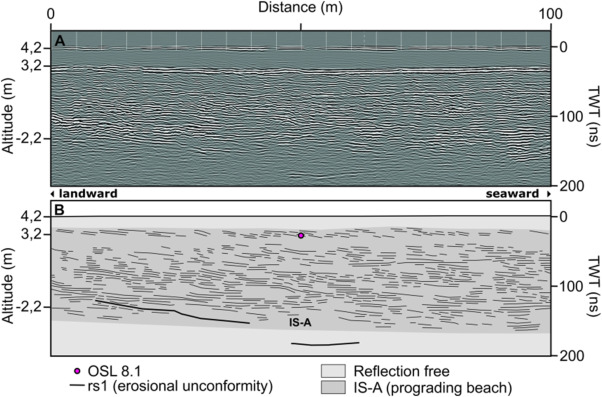 Distance (m)
0 100
A
4,2 0
3,2
Altitude (m) TWT (ns)
100
-2,2
200
landward seaward
B
4,2 0
3,2
Altitude (m) TWT (ns)
100
-2,2
IS-A
200
OSL 8.1 Reflection free
rs1 (erosional unconformity) IS-A (prograding beach)